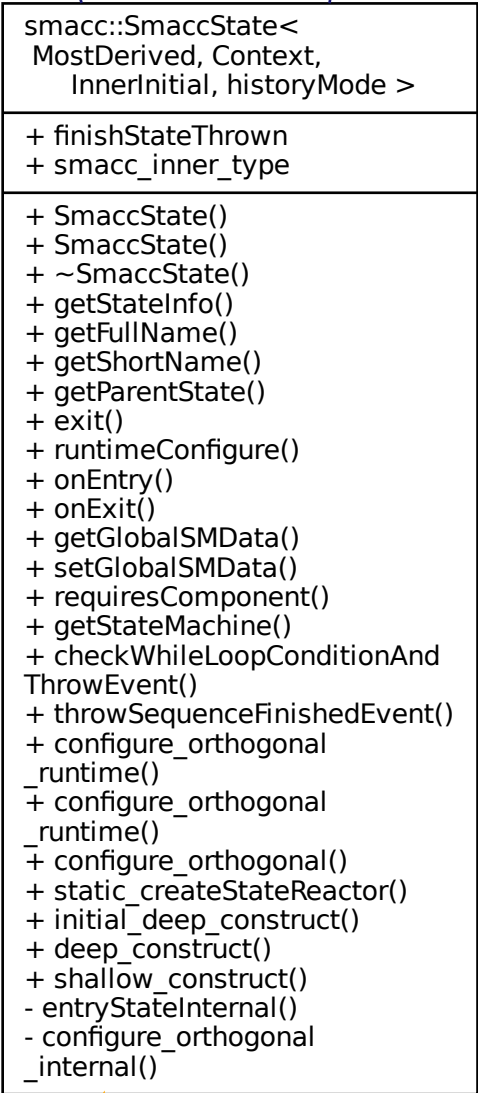 smacc::SmaccState<
MostDerived, Context,
InnerInitial, historyMode >
+ finishStateThrown
+ smacc_inner_type
+ SmaccState()
+ SmaccState()
+ ~SmaccState()
+ getStateInfo()
+ getFullName()
+ getShortName()
+ getParentState()
+ exit()
+ runtimeConfigure()
+ onEntry()
+ onExit()
+ getGlobalSMData()
+ setGlobalSMData()
+ requiresComponent()
+ getStateMachine()
+ checkWhileLoopConditionAnd
ThrowEvent()
+ throwSequenceFinishedEvent()
+ configure_orthogonal
_runtime()
+ configure_orthogonal
_runtime()
+ configure_orthogonal()
+ static_createStateReactor()
+ initial_deep_construct()
+ deep_construct()
+ shallow_construct()
- entryStateInternal()
- configure_orthogonal
_internal()